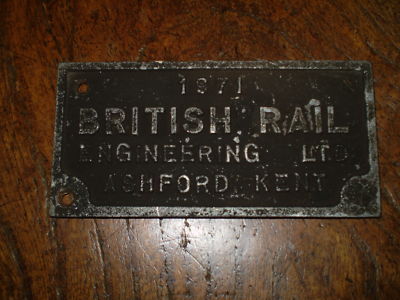 1971
BRITISH RAIL
ENGINEERING LTD
ASHFORD KENT